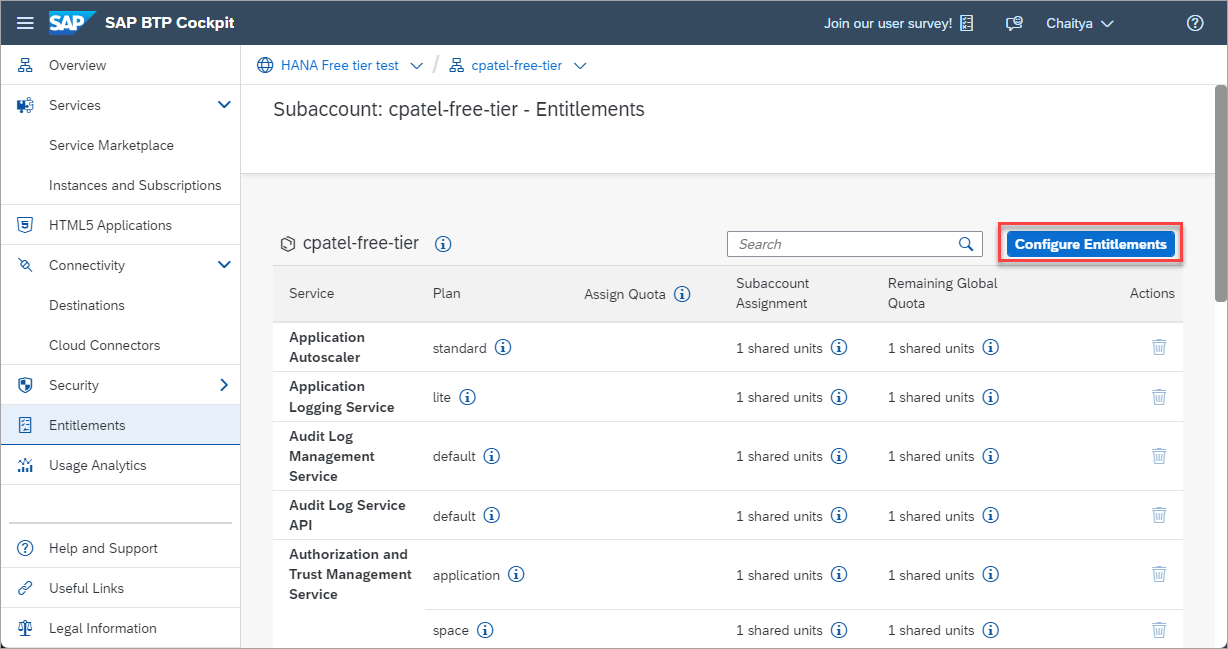 SAP SAP BTP Cockpit
Join our user survey!
Chaitya
Overview
Services
Service Marketplace
Instances and Subscriptions
HTML5 Applications
Connectivity
Destinations
Cloud Connectors
Security
Entitlements
Usage Analytics
Help and Support
Useful Links
Legal Information
HANA Free tier test / cpatel-free-tier
Subaccount: cpatel-free-tier - Entitlements
cpatel-free-tier
Search
Configure Entitlements
Service
Plan
Assign Quota
Subaccount
Assignment
Remaining Global
Quota
Actions
Application
Autoscaler
standard
1 shared units
1 shared units
Application
Logging Service
lite
1 shared units
1 shared units
Audit Log
Management
Service
default
1 shared units
1 shared units
Audit Log Service
API
default
1 shared units
1 shared units
Authorization and
Trust Management
Service
application
1 shared units
1 shared units
space
1 shared units
1 shared units